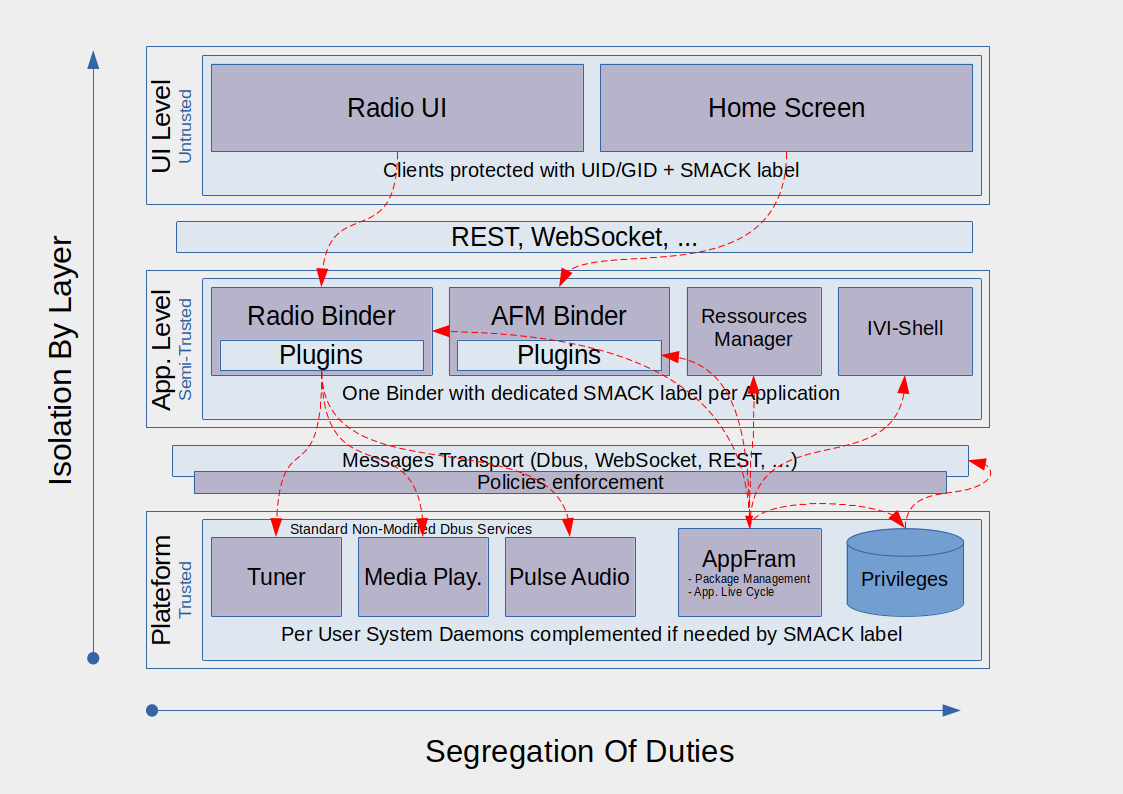 UI Level
Untrusted
Radio UI
Home Screen
Clients protected with UID/GID + SMACK label
REST, WebSocket, ...
Isolation By Layer
App. Level
Semi-Trusted
Radio Binder
Plugins
AFM Binder
Plugins
Ressources
Manager
IVI-Shell
One Binder with dedicated SMACK label per Application
Messages Transport (Dbus, WebSocket, REST, ...)
Policies enforcement
Plateform
Trusted
Standard Non-Modified Dbus Services
Tuner
Media Play.
Pulse Audio
AppFram
- Package Management
- App. Live Cycle
Privileges
Per User System Daemons complemented if needed by SMACK label
Segregation Of Duties